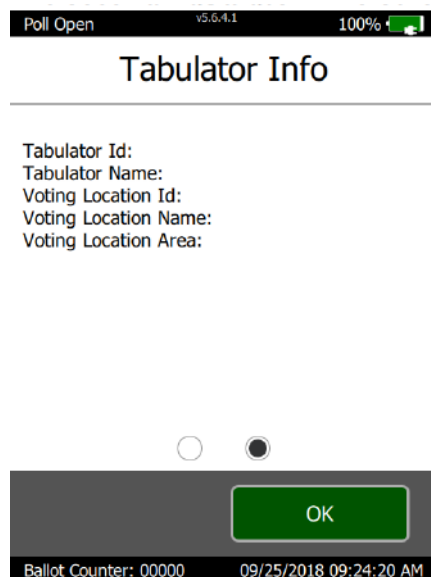 Poll Open v5.6.4.1 100%
Tabulator Info
Tabulator Id:
Tabulator Name:
Voting Location Id:
Voting Location Name:
Voting Location Area:
OK
Ballot Counter: 00000 09/25/2018 09:24:20 AM